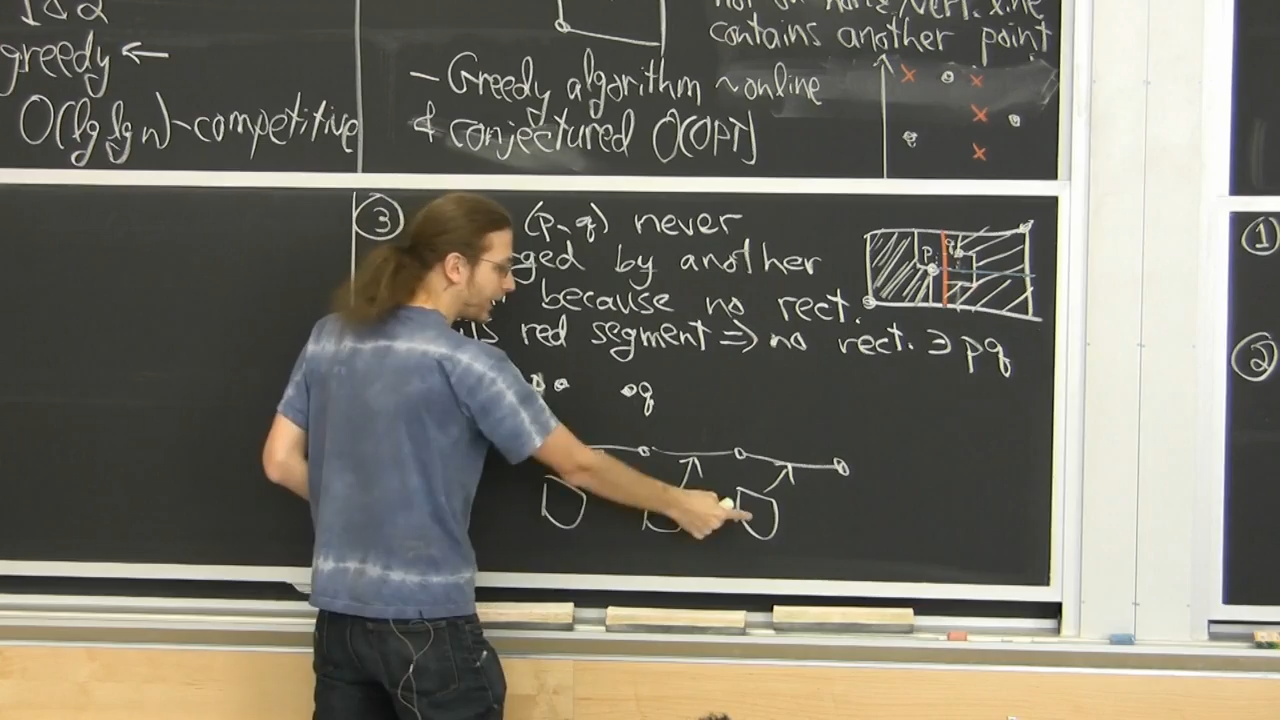 1 & 2
greedy ←
O(lg lg n)-competitive
- Greedy algorithm ~online
& conjectured O(OPT)
contains another point
③ (p,q) never
ged by another
because no rect.
red segment ⇒ no rect. ∋ pq
p q
q
①
②